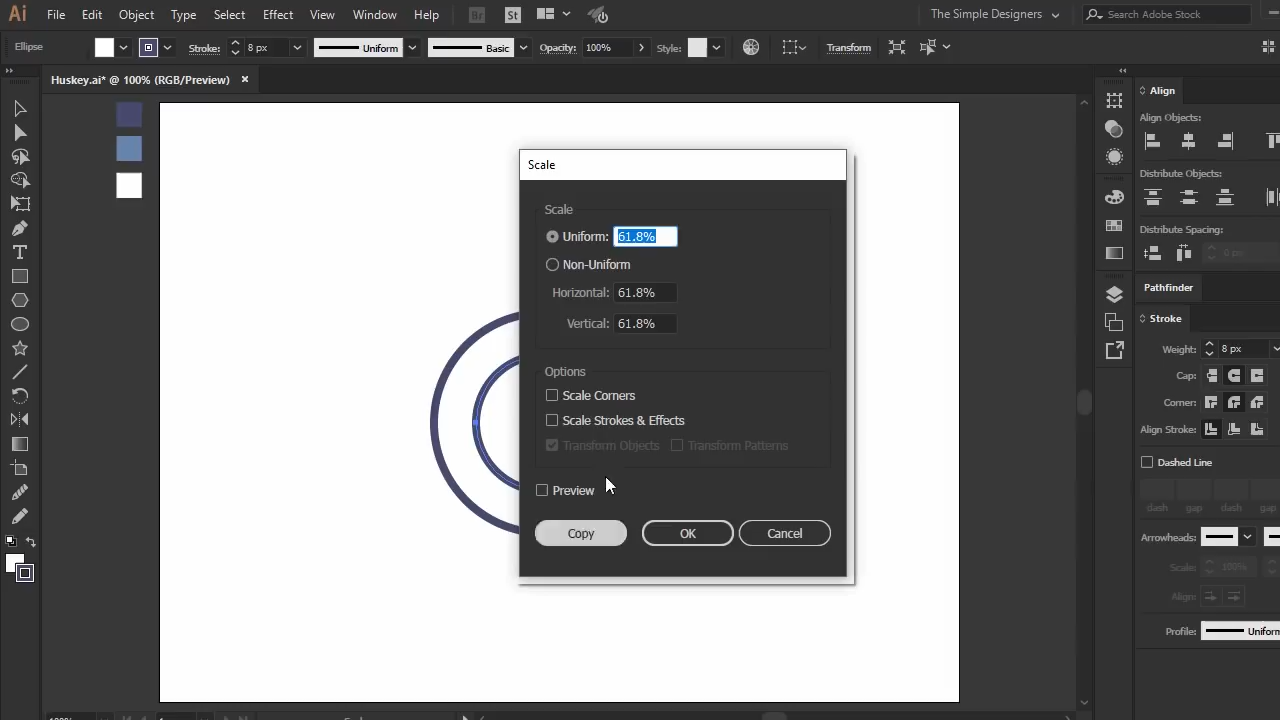 Ai File Edit Object Type Select Effect View Window Help Br St The Simple Designers Search Adobe Stock
Ellipse Stroke: 8 px Uniform Basic Opacity: 100% Style: Transform
Huskey.ai* @ 100% (RGB/Preview) ×
Align
Align Objects:
Distribute Objects:
Distribute Spacing:
0 px
Pathfinder
Stroke
Weight: 8 px
Cap:
Corner:
Align Stroke:
Dashed Line
dash gap dash gap
Arrowheads:
Scale: 100%
Align:
Profile: Uniform
Scale
Scale
Uniform: 61.8%
Non-Uniform
Horizontal: 61.8%
Vertical: 61.8%
Options
Scale Corners
Scale Strokes & Effects
Transform Objects Transform Patterns
Preview
Copy OK Cancel